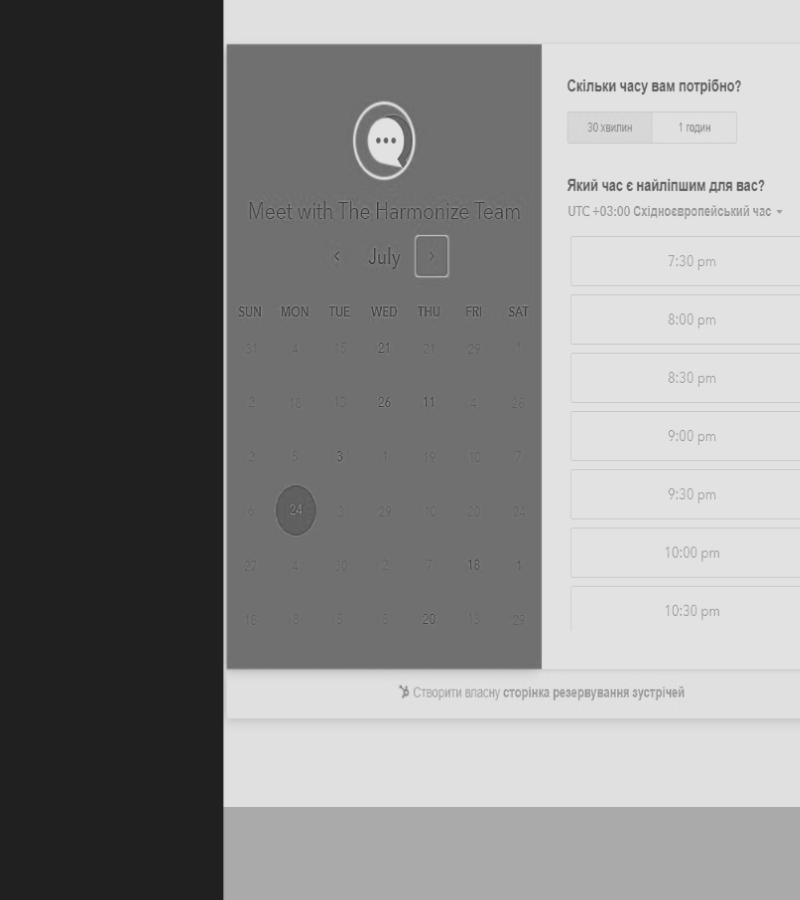 Meet with The Harmonize Team
July
SUN MON TUE WED THU FRI SAT
31 4 15 21 21 29 1
2 18 13 26 11 4 26
2 5 3 1 19 10 7
6 24 3 29 10 20 24
27 4 30 2 7 18 1
16 8 5 5 20 13 29
Скільки часу вам потрібно?
30 хвилин 1 годин
Який час є найліпшим для вас?
UTC +03:00 Східноєвропейський час
7:30 pm
8:00 pm
8:30 pm
9:00 pm
9:30 pm
10:00 pm
10:30 pm
Створити власну сторінка резервування зустрічей